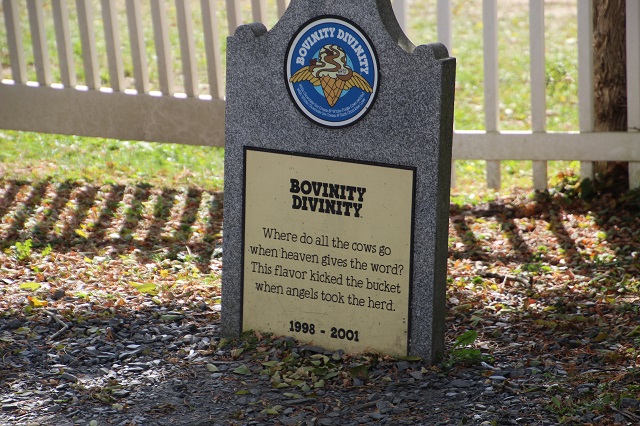 BOVINITY DIVINITY
BOVINITY
DIVINITY
Where do all the cows go
when heaven gives the word?
This flavor kicked the bucket
when angels took the herd.
1998 - 2001